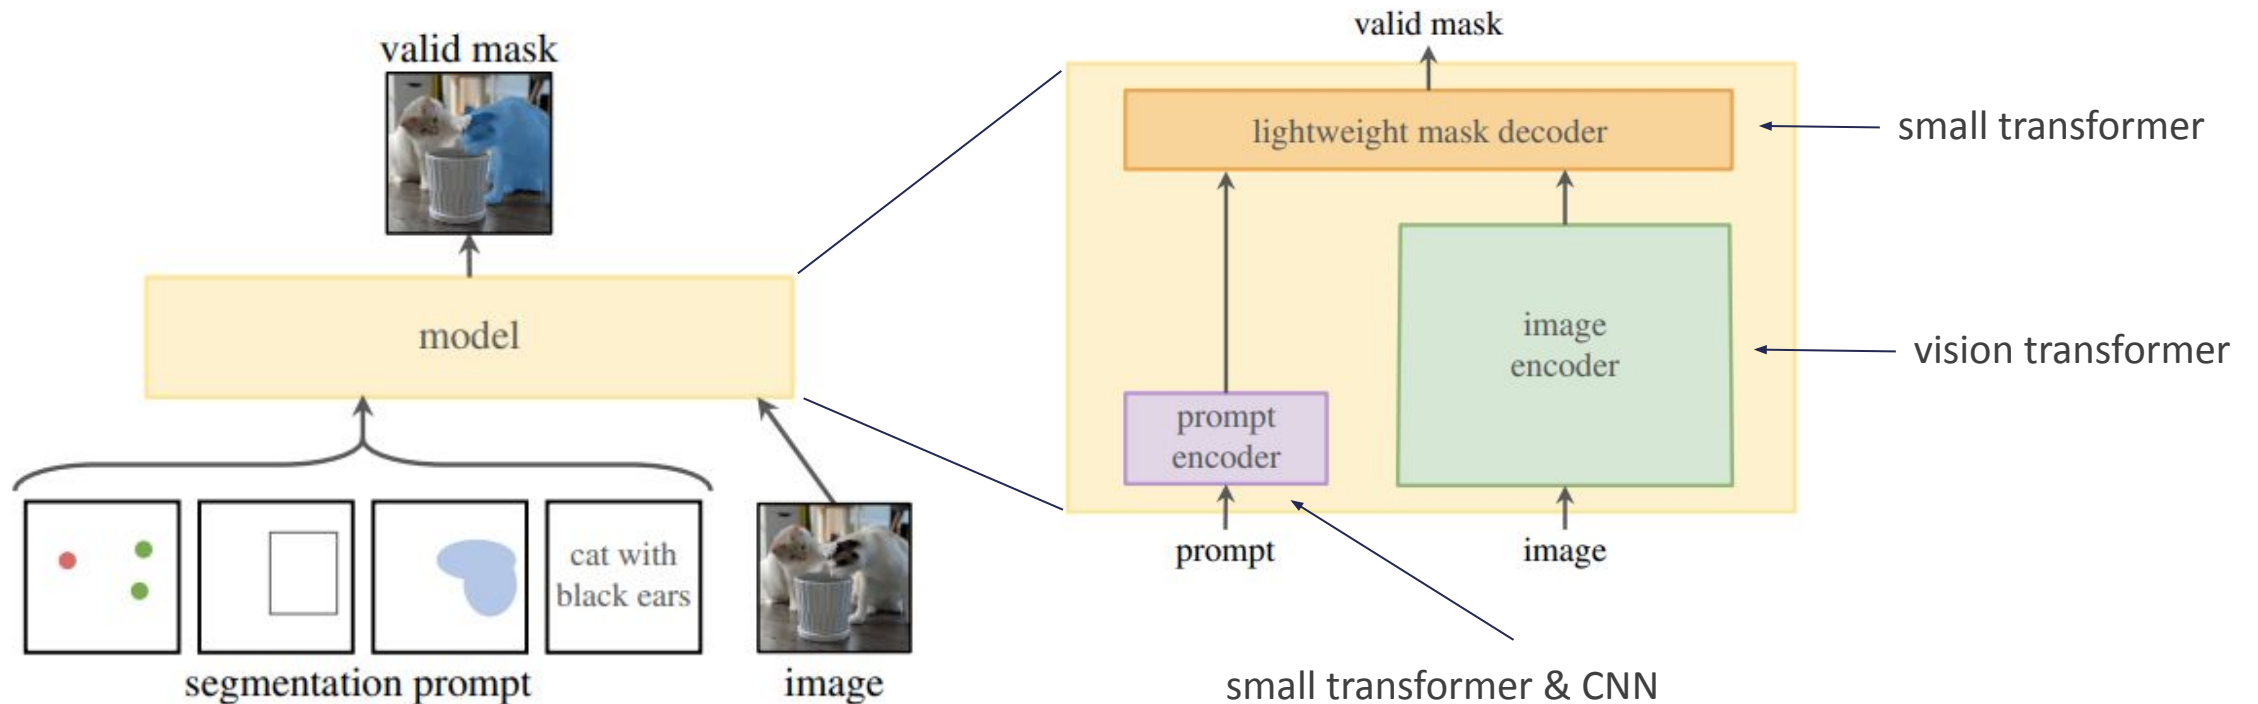 valid mask
model
cat with
black ears
segmentation prompt
image
valid mask
lightweight mask decoder
image
encoder
prompt
encoder
prompt
image
small transformer
vision transformer
small transformer & CNN